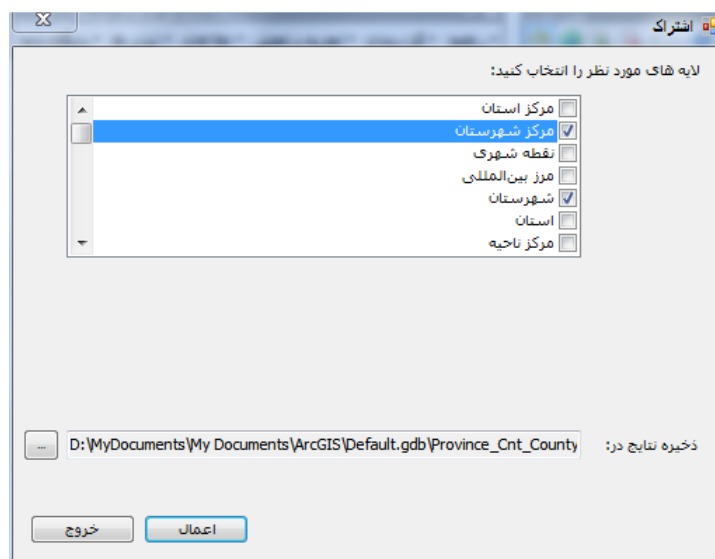 اشتراک
لایه های مورد نظر را انتخاب کنید:
مرکز استان
مرکز شهرستان
نقطه شهری
مرز بین‌المللی
شهرستان
استان
مرکز ناحیه
ذخیره نتایج در:
D:\MyDocuments\My Documents\ArcGIS\Default.gdb\Province_Cnt_County
...
اعمال
خروج